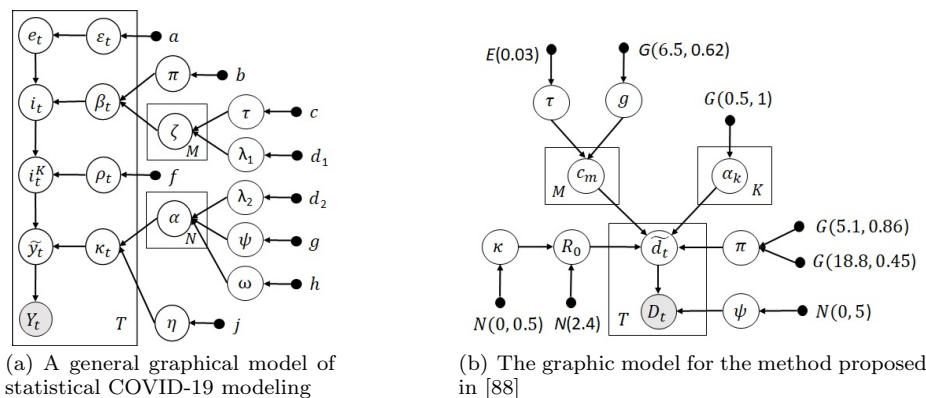 e_t ε_t a
π b
i_t β_t
ζ M τ c
λ_1 d_1
i_t^K ρ_t f
λ_2 d_2
α N
ỹ_t κ_t ψ g
ω h
Y_t T η j
(a) A general graphical model of
statistical COVID-19 modeling
E(0.03) G(6.5, 0.62)
τ g G(0.5, 1)
M c_m α_k K
G(5.1, 0.86)
κ R_0 d̃_t π
G(18.8, 0.45)
N(0, 0.5) N(2.4) T D_t ψ N(0, 5)
(b) The graphic model for the method proposed
in [88]